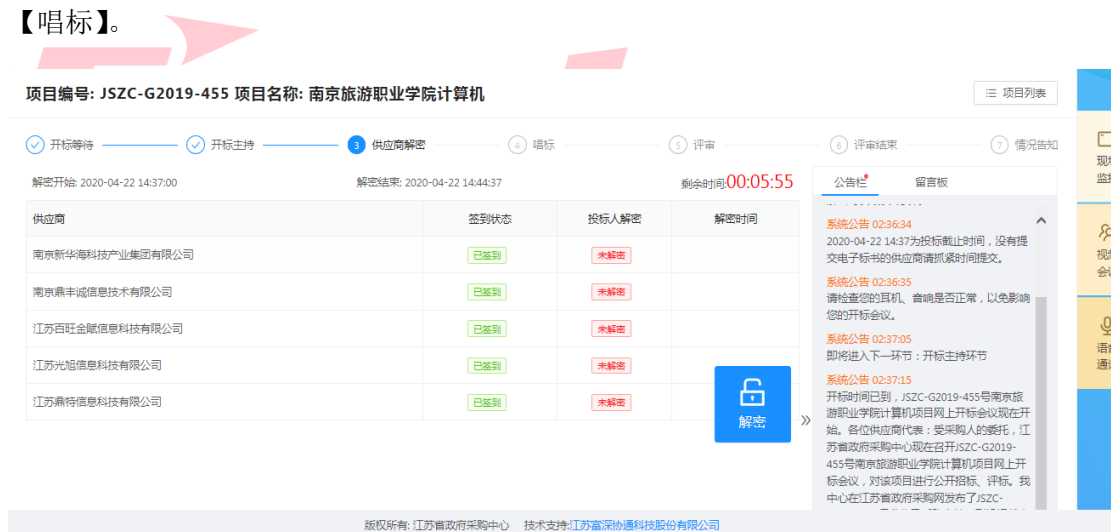 【唱标】。
项目编号: JSZC-G2019-455 项目名称: 南京旅游职业学院计算机
项目列表
开标等待
开标主持
3 供应商解密
4 唱标
5 评审
6 评审结束
7 情况告知
解密开始: 2020-04-22 14:37:00
解密结束: 2020-04-22 14:44:37
剩余时间:00:05:55
供应商 签到状态 投标人解密 解密时间
南京新华海科技产业集团有限公司 已签到 未解密
南京鼎丰诚信息技术有限公司 已签到 未解密
江苏百旺金赋信息科技有限公司 已签到 未解密
江苏光旭信息科技有限公司 已签到 未解密
江苏鼎特信息科技有限公司 已签到 未解密
解密
公告栏 留言板
系统公告 02:36:34
2020-04-22 14:37为投标截止时间，没有提
交电子标书的供应商请抓紧时间提交。
系统公告 02:36:35
请检查您的耳机、音响是否正常，以免影响
您的开标会议。
系统公告 02:37:05
即将进入下一环节：开标主持环节
系统公告 02:37:15
开标时间已到，JSZC-G2019-455号南京旅
游职业学院计算机项目网上开标会议现在开
始。各位供应商代表：受采购人的委托，江
苏省政府采购中心现在召开JSZC-G2019-
455号南京旅游职业学院计算机项目网上开
标会议，对该项目进行公开招标、评标。我
中心在江苏省政府采购网发布了JSZC-
版权所有: 江苏省政府采购中心 技术支持:江苏富深协通科技股份有限公司